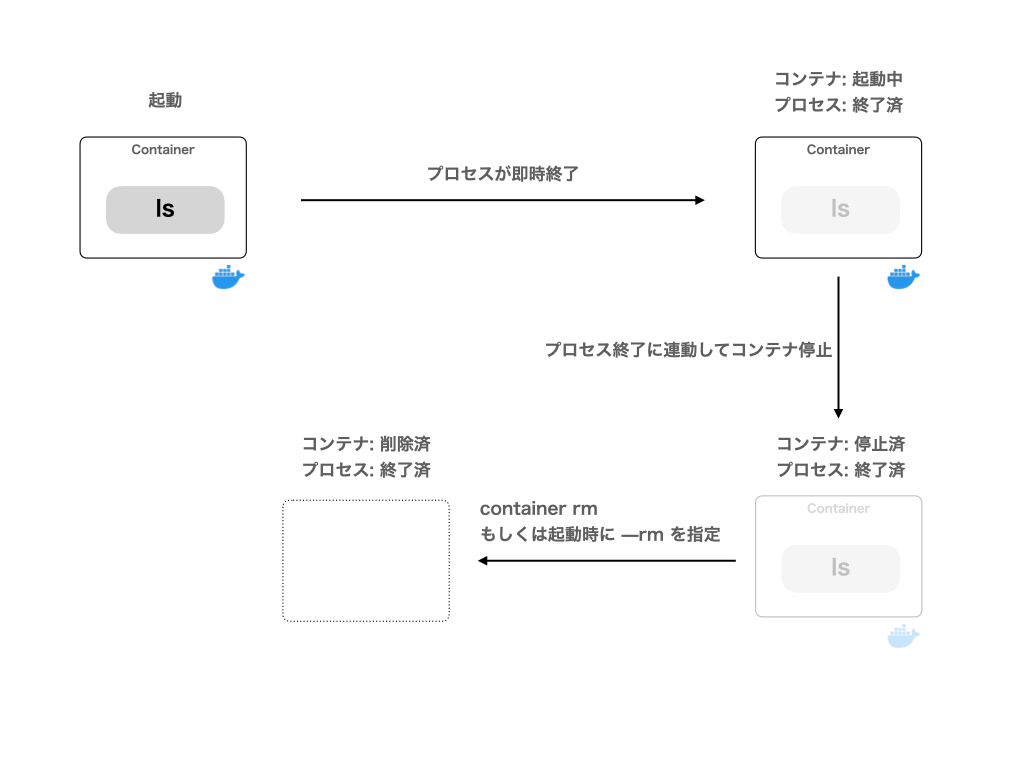 起動
Container
ls
プロセスが即時終了
コンテナ: 起動中
プロセス: 終了済
Container
ls
プロセス終了に連動してコンテナ停止
コンテナ: 停止済
プロセス: 終了済
Container
ls
container rm
もしくは起動時に —rm を指定
コンテナ: 削除済
プロセス: 終了済